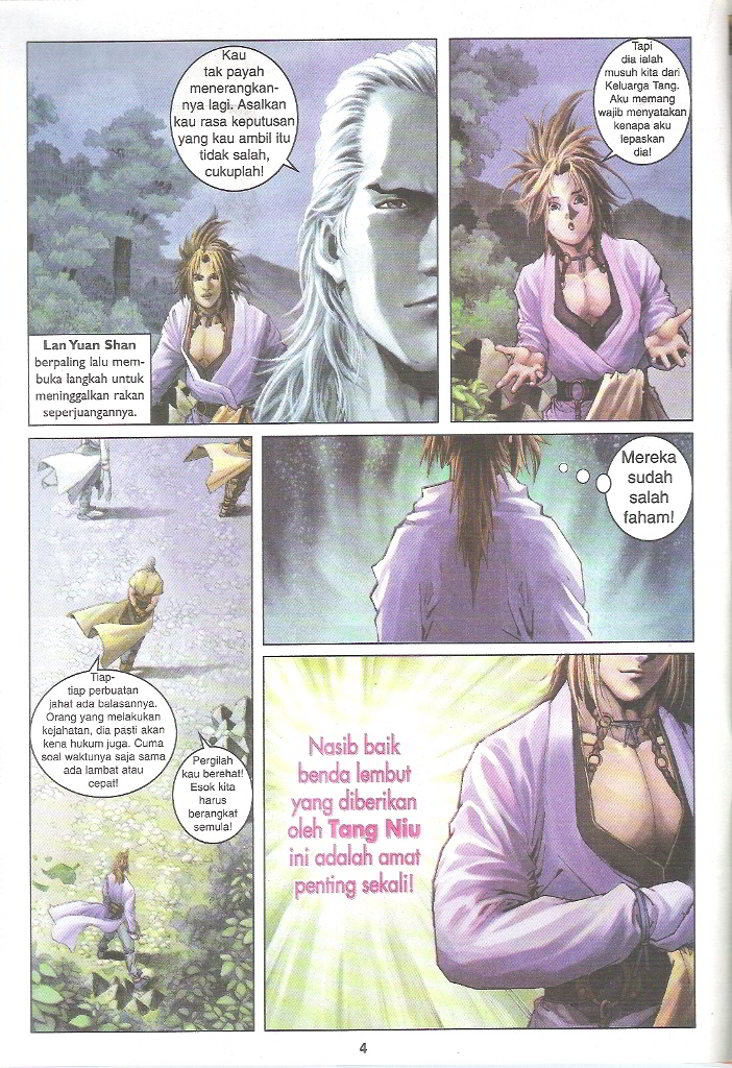 Kau
tak payah
menerangkan-
nya lagi. Asalkan
kau rasa keputusan
yang kau ambil itu
tidak salah,
cukuplah!
Lan Yuan Shan
berpaling lalu mem-
buka langkah untuk
meninggalkan rakan
seperjuangannya.
Tapi
dia ialah
musuh kita dari
Keluarga Tang.
Aku memang
wajib menyatakan
kenapa aku
lepaskan
dia!
Tiap-
tiap perbuatan
jahat ada balasannya.
Orang yang melakukan
kejahatan, dia pasti akan
kena hukum juga. Cuma
soal waktunya saja sama
ada lambat atau
cepat!
Pergilah
kau berehat!
Esok kita
harus
berangkat
semula!
Mereka
sudah
salah
faham!
Nasib baik
benda lembut
yang diberikan
oleh Tang Niu
ini adalah amat
penting sekali!
4